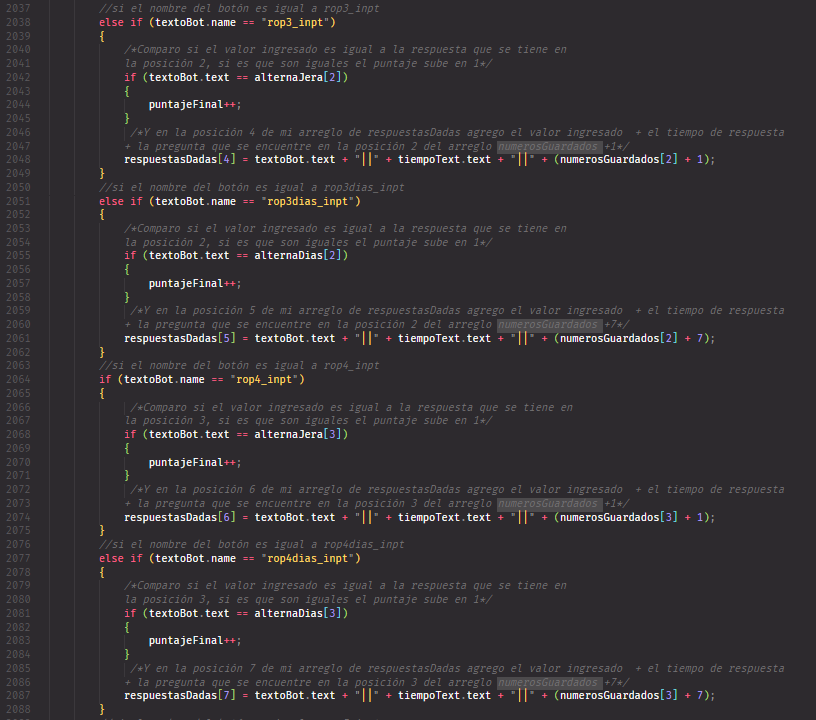 2037 //si el nombre del botón es igual a rop3_inpt
2038 else if (textoBot.name == "rop3_inpt")
2039 {
2040 /*Comparo si el valor ingresado es igual a la respuesta que se tiene en
2041 la posición 2, si es que son iguales el puntaje sube en 1*/
2042 if (textoBot.text == alternaJera[2])
2043 {
2044 puntajeFinal++;
2045 }
2046 /*Y en la posición 4 de mi arreglo de respuestasDadas agrego el valor ingresado  + el tiempo de respuesta
2047 + la pregunta que se encuentre en la posición 2 del arreglo numerosGuardados +1*/
2048 respuestasDadas[4] = textoBot.text + "||" + tiempoText.text + "||" + (numerosGuardados[2] + 1);
2049 }
2050 //si el nombre del botón es igual a rop3dias_inpt
2051 else if (textoBot.name == "rop3dias_inpt")
2052 {
2053 /*Comparo si el valor ingresado es igual a la respuesta que se tiene en
2054 la posición 2, si es que son iguales el puntaje sube en 1*/
2055 if (textoBot.text == alternaDias[2])
2056 {
2057 puntajeFinal++;
2058 }
2059 /*Y en la posición 5 de mi arreglo de respuestasDadas agrego el valor ingresado  + el tiempo de respuesta
2060 + la pregunta que se encuentre en la posición 2 del arreglo numerosGuardados +7*/
2061 respuestasDadas[5] = textoBot.text + "||" + tiempoText.text + "||" + (numerosGuardados[2] + 7);
2062 }
2063 //si el nombre del botón es igual a rop4_inpt
2064 if (textoBot.name == "rop4_inpt")
2065 {
2066 /*Comparo si el valor ingresado es igual a la respuesta que se tiene en
2067 la posición 3, si es que son iguales el puntaje sube en 1*/
2068 if (textoBot.text == alternaJera[3])
2069 {
2070 puntajeFinal++;
2071 }
2072 /*Y en la posición 6 de mi arreglo de respuestasDadas agrego el valor ingresado  + el tiempo de respuesta
2073 + la pregunta que se encuentre en la posición 3 del arreglo numerosGuardados +1*/
2074 respuestasDadas[6] = textoBot.text + "||" + tiempoText.text + "||" + (numerosGuardados[3] + 1);
2075 }
2076 //si el nombre del botón es igual a rop4dias_inpt
2077 else if (textoBot.name == "rop4dias_inpt")
2078 {
2079 /*Comparo si el valor ingresado es igual a la respuesta que se tiene en
2080 la posición 3, si es que son iguales el puntaje sube en 1*/
2081 if (textoBot.text == alternaDias[3])
2082 {
2083 puntajeFinal++;
2084 }
2085 /*Y en la posición 7 de mi arreglo de respuestasDadas agrego el valor ingresado  + el tiempo de respuesta
2086 + la pregunta que se encuentre en la posición 3 del arreglo numerosGuardados +7*/
2087 respuestasDadas[7] = textoBot.text + "||" + tiempoText.text + "||" + (numerosGuardados[3] + 7);
2088 }